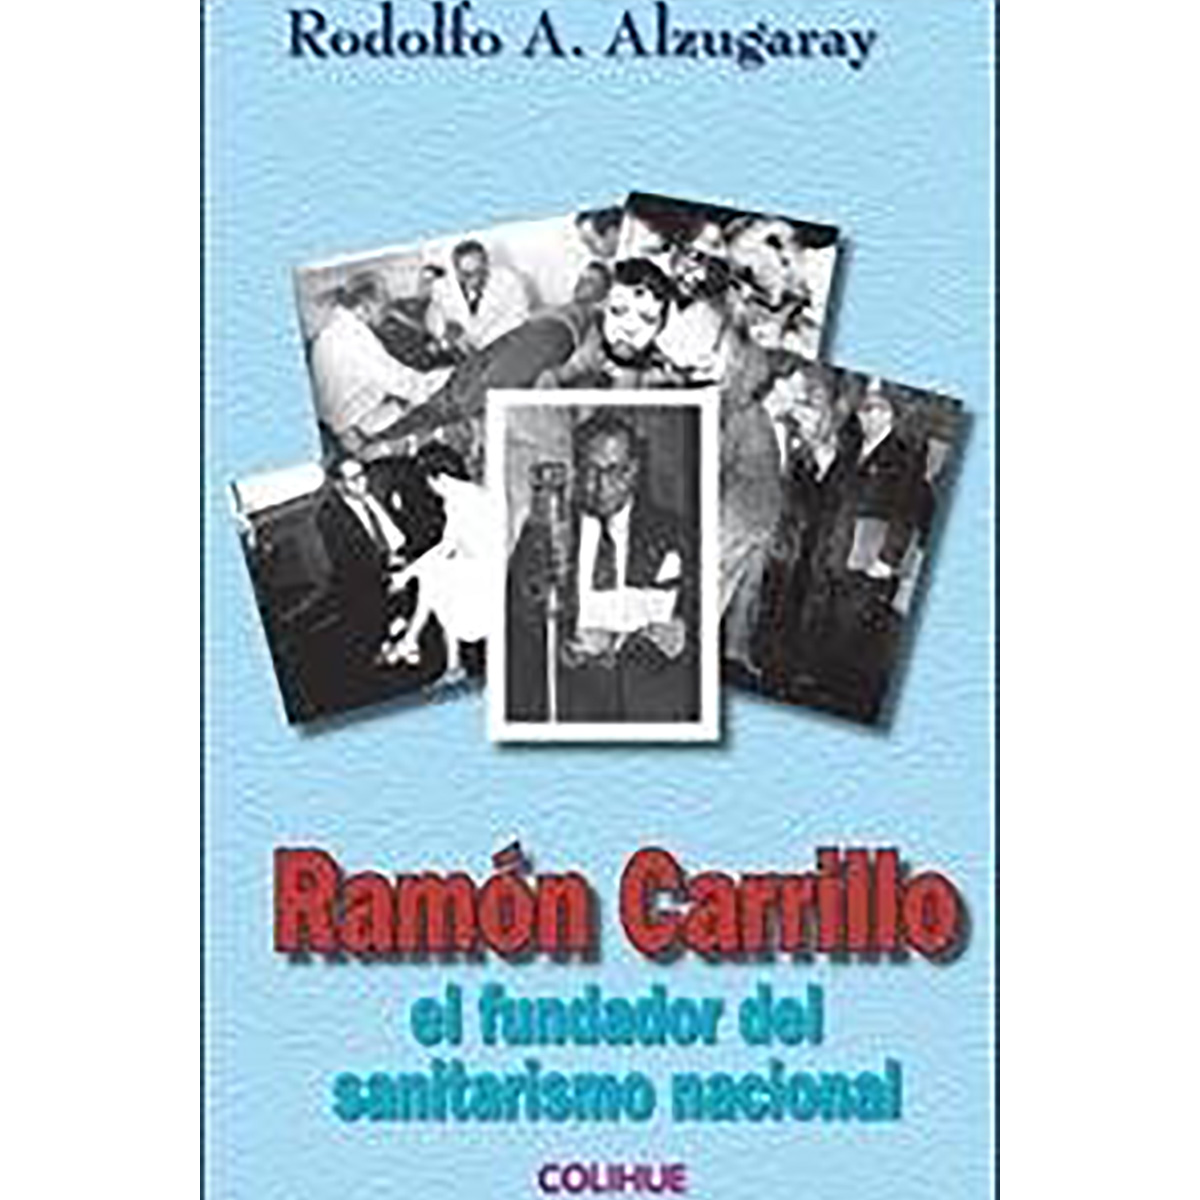 Rodolfo A. Alzugaray
Ramón Carrillo
el fundador del
sanitarismo nacional
COLIHUE